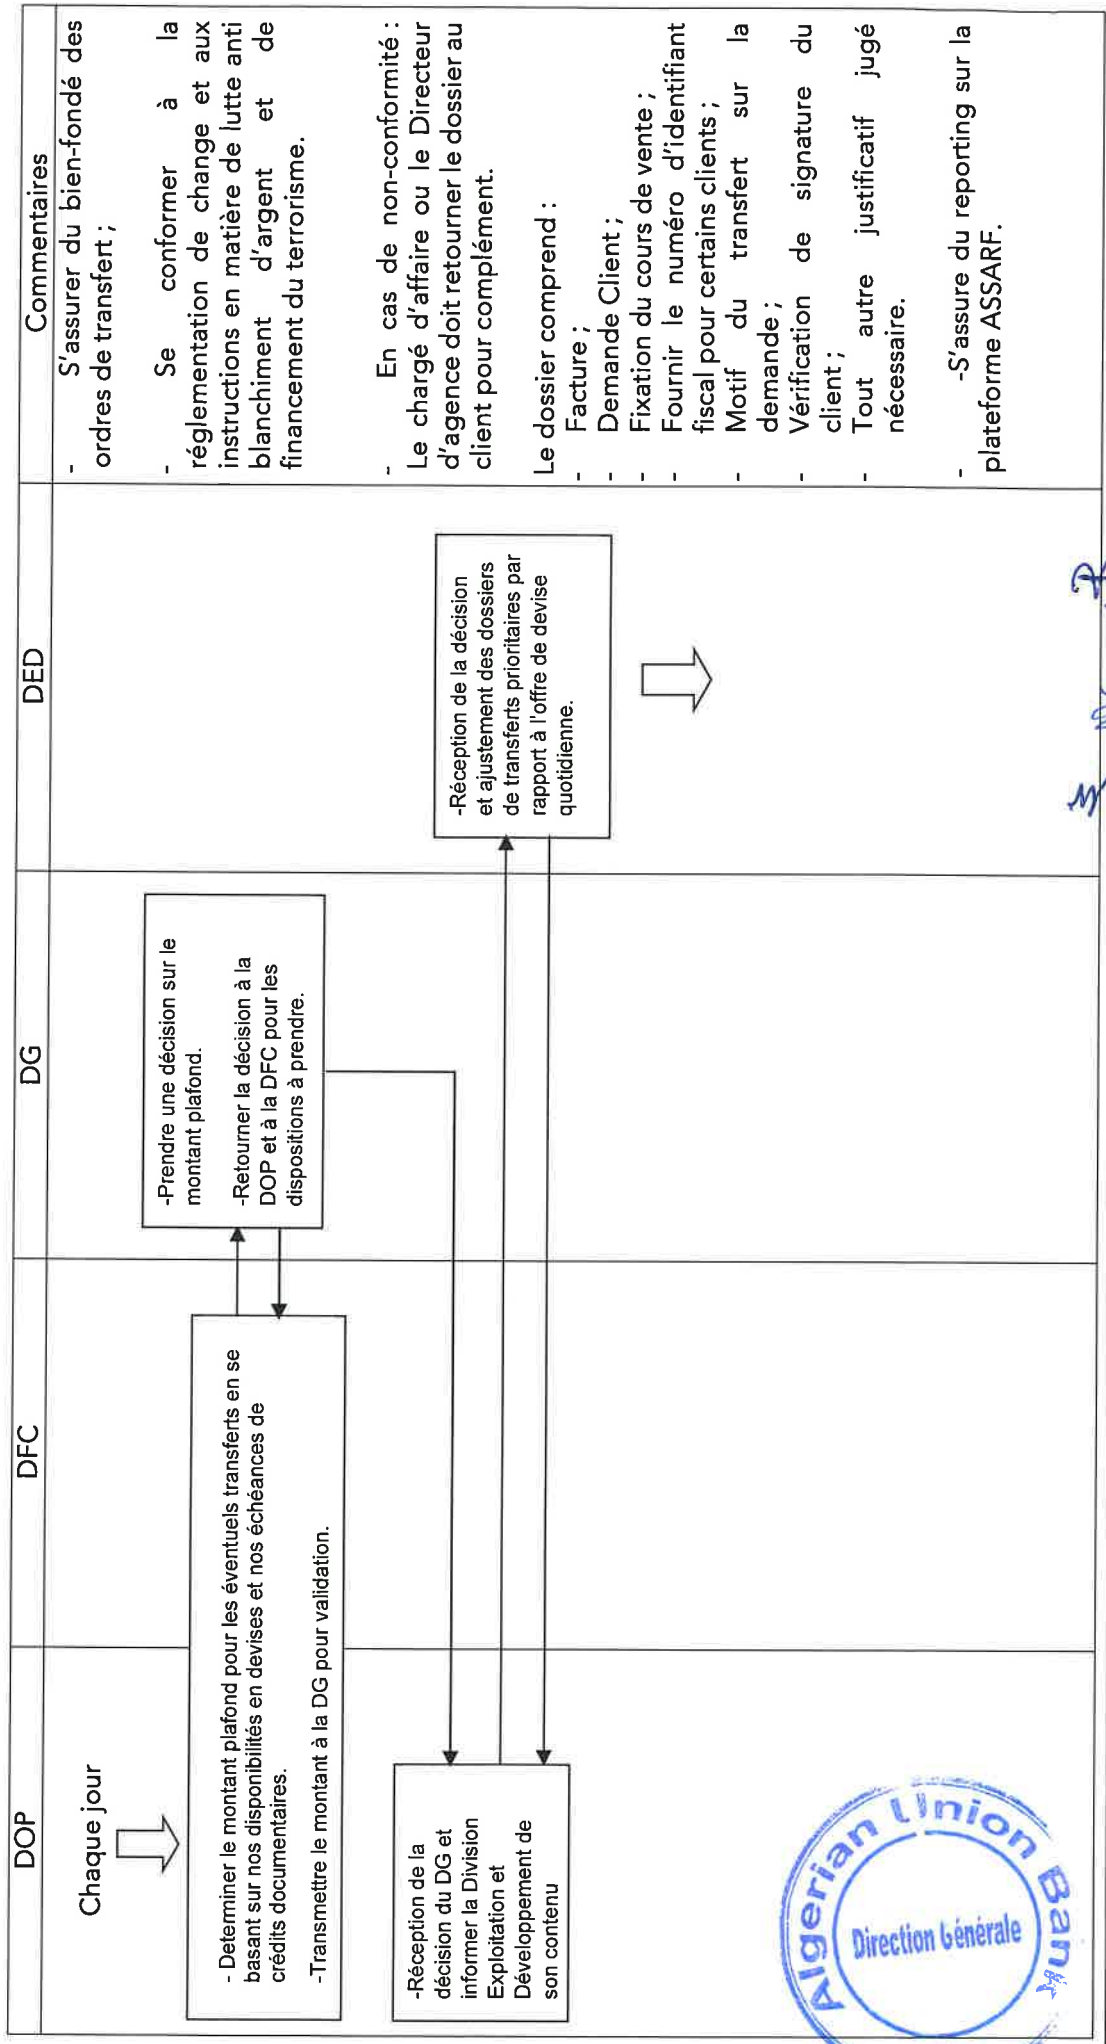 DOP
DFC
DG
DED
Commentaires
Chaque jour
- Determiner le montant plafond pour les éventuels transferts en se
basant sur nos disponibilités en devises et nos échéances de
crédits documentaires.
-Transmettre le montant à la DG pour validation.
-Prendre une décision sur le
montant plafond.
-Retourner la décision à la
DOP et à la DFC pour les
dispositions à prendre.
-Réception de la
décision du DG et
informer la Division
Exploitation et
Développement de
son contenu
-Réception de la décision
et ajustement des dossiers
de transferts prioritaires par
rapport à l'offre de devise
quotidienne.
- S'assurer du bien-fondé des
ordres de transfert ;
- Se conformer à la
réglementation de change et aux
instructions en matière de lutte anti
blanchiment d'argent et de
financement du terrorisme.
- En cas de non-conformité :
Le chargé d'affaire ou le Directeur
d'agence doit retourner le dossier au
client pour complément.
Le dossier comprend :
- Facture ;
- Demande Client ;
- Fixation du cours de vente ;
- Fournir le numéro d'identifiant
fiscal pour certains clients ;
- Motif du transfert sur la
demande ;
- Vérification de signature du
client ;
- Tout autre justificatif jugé
nécessaire.
- -S'assure du reporting sur la
plateforme ASSARF.
Algerian Union Bank
Direction Générale